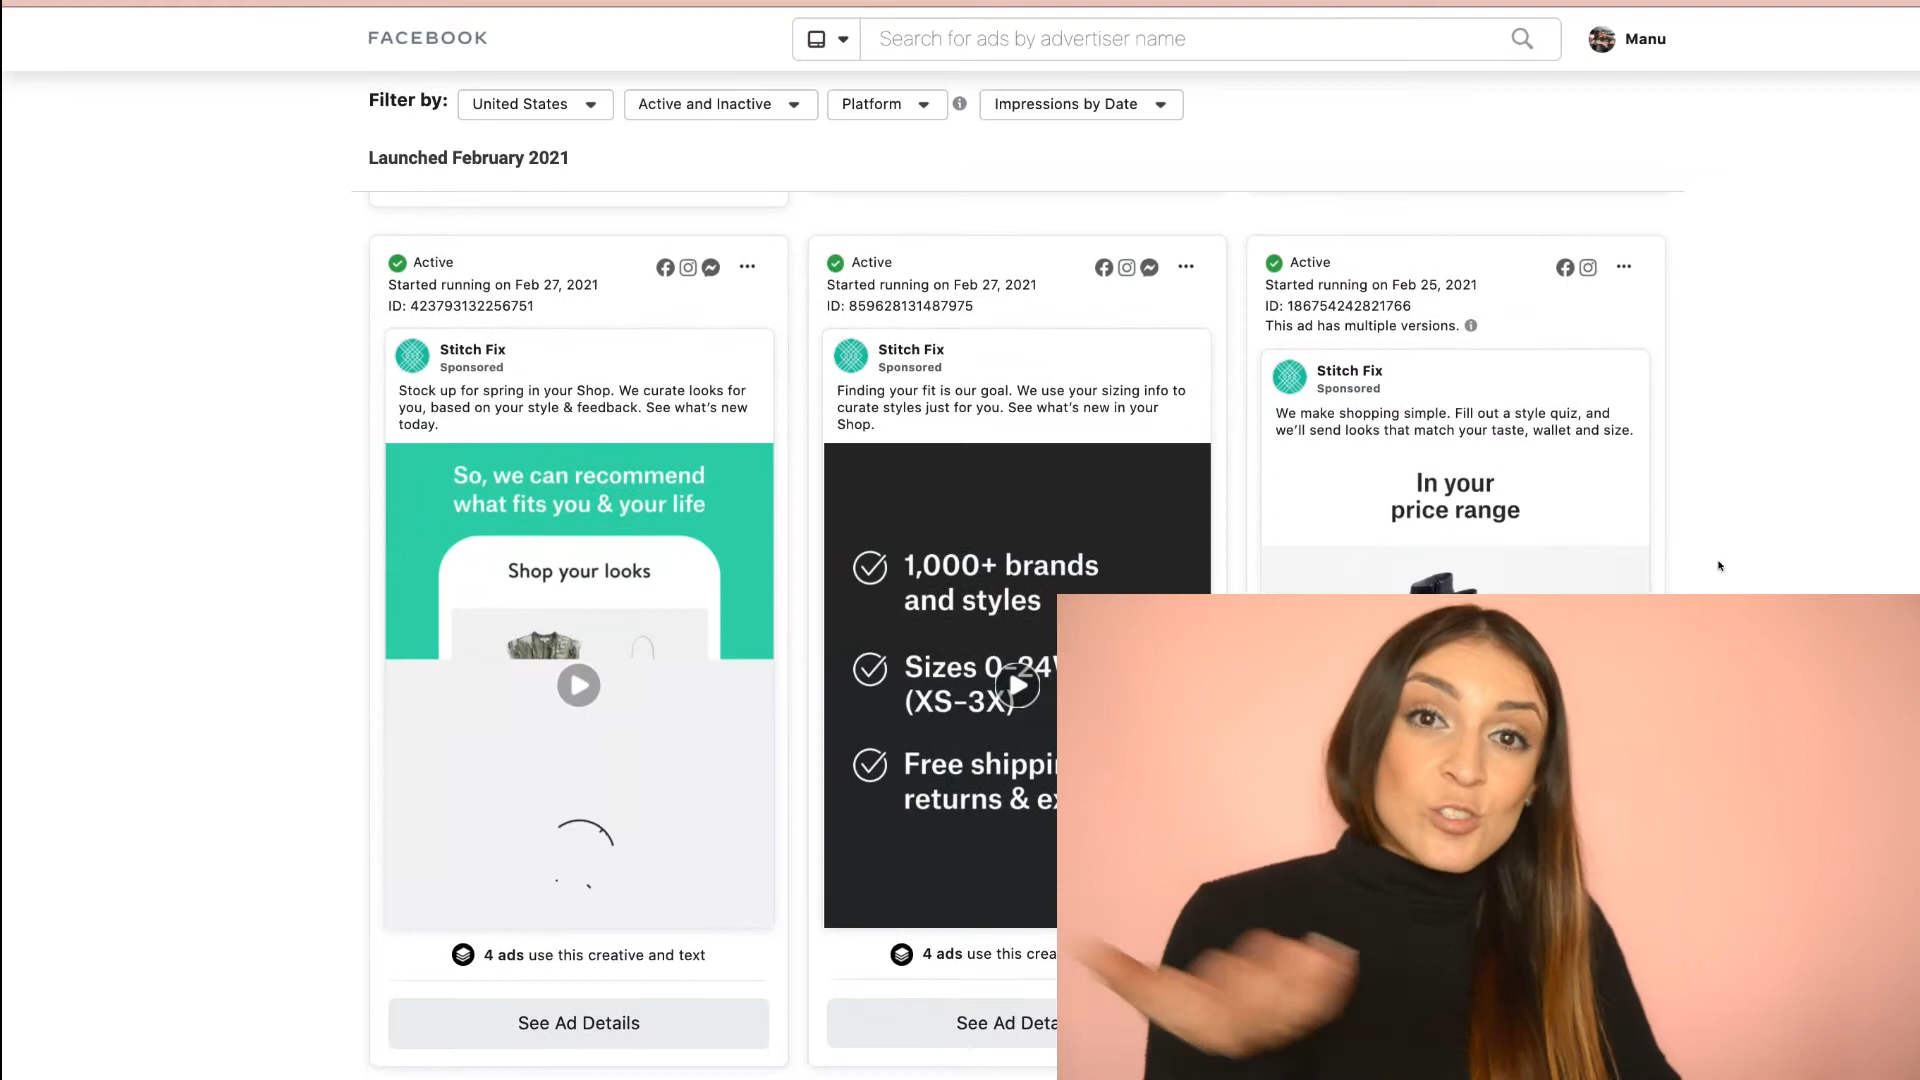 FACEBOOK
Search for ads by advertiser name
Manu
Filter by:
United States
Active and Inactive
Platform
Impressions by Date
Launched February 2021
Active
Started running on Feb 27, 2021
ID: 423793132256751
Stitch Fix
Sponsored
Stock up for spring in your Shop. We curate looks for
you, based on your style & feedback. See what's new
today.
So, we can recommend
what fits you & your life
Shop your looks
4 ads use this creative and text
See Ad Details
Active
Started running on Feb 27, 2021
ID: 859628131487975
Stitch Fix
Sponsored
Finding your fit is our goal. We use your sizing info to
curate styles just for you. See what's new in your
Shop.
1,000+ brands
and styles
Sizes 0-24
(XS-3X)
Free
returns &
4 ads use this
See Ad
Active
Started running on Feb 25, 2021
ID: 186754242821766
This ad has multiple versions.
Stitch Fix
Sponsored
We make shopping simple. Fill out a style quiz, and
we'll send looks that match your taste, wallet and size.
In your
price range